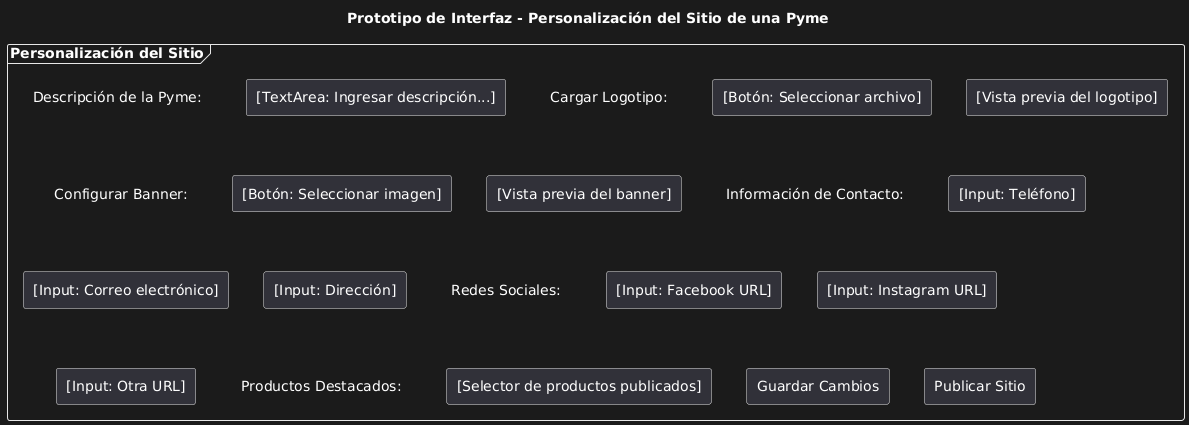 Prototipo de Interfaz - Personalización del Sitio de una Pyme
Personalización del Sitio
Descripción de la Pyme: [TextArea: Ingresar descripción...] Cargar Logotipo: [Botón: Seleccionar archivo] [Vista previa del logotipo]
Configurar Banner: [Botón: Seleccionar imagen] [Vista previa del banner] Información de Contacto: [Input: Teléfono]
[Input: Correo electrónico] [Input: Dirección] Redes Sociales: [Input: Facebook URL] [Input: Instagram URL]
[Input: Otra URL] Productos Destacados: [Selector de productos publicados] Guardar Cambios Publicar Sitio